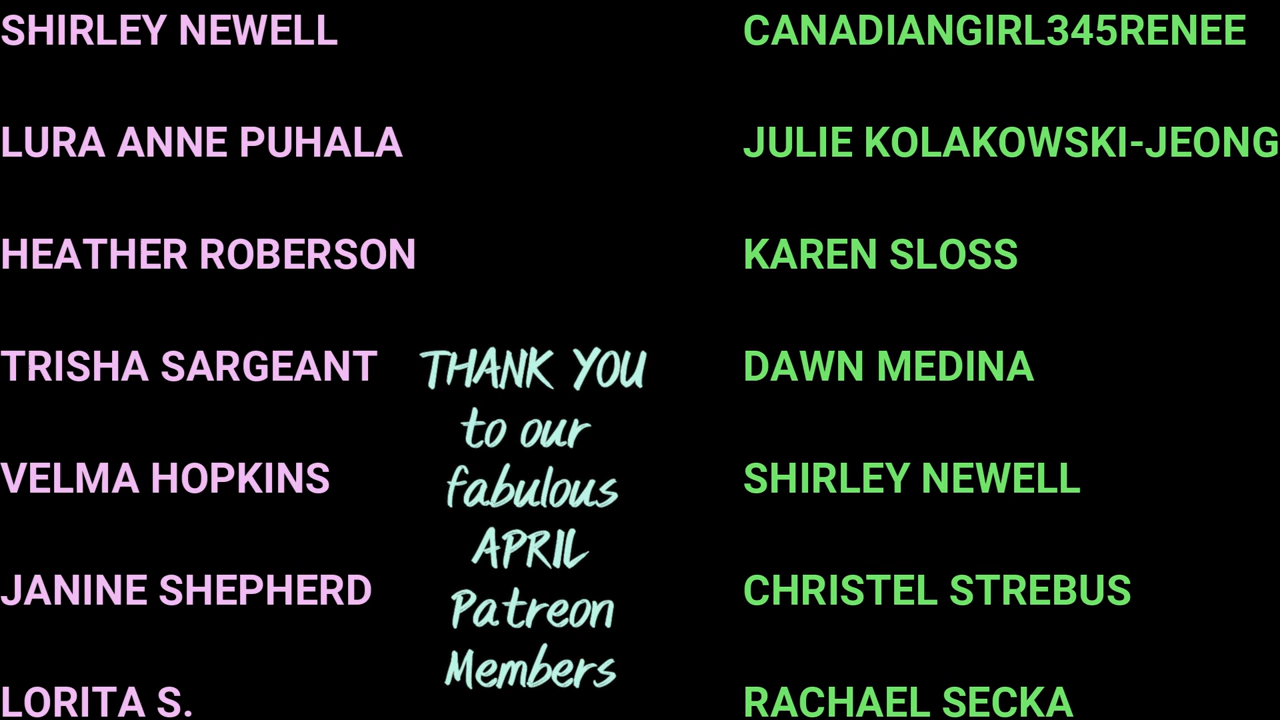 SHIRLEY NEWELL
LURA ANNE PUHALA
HEATHER ROBERSON
TRISHA SARGEANT
VELMA HOPKINS
JANINE SHEPHERD
LORITA S.
THANK YOU
to our
fabulous
APRIL
Patreon
Members
CANADIANGIRL345RENEE
JULIE KOLAKOWSKI-JEONG
KAREN SLOSS
DAWN MEDINA
SHIRLEY NEWELL
CHRISTEL STREBUS
RACHAEL SECKA